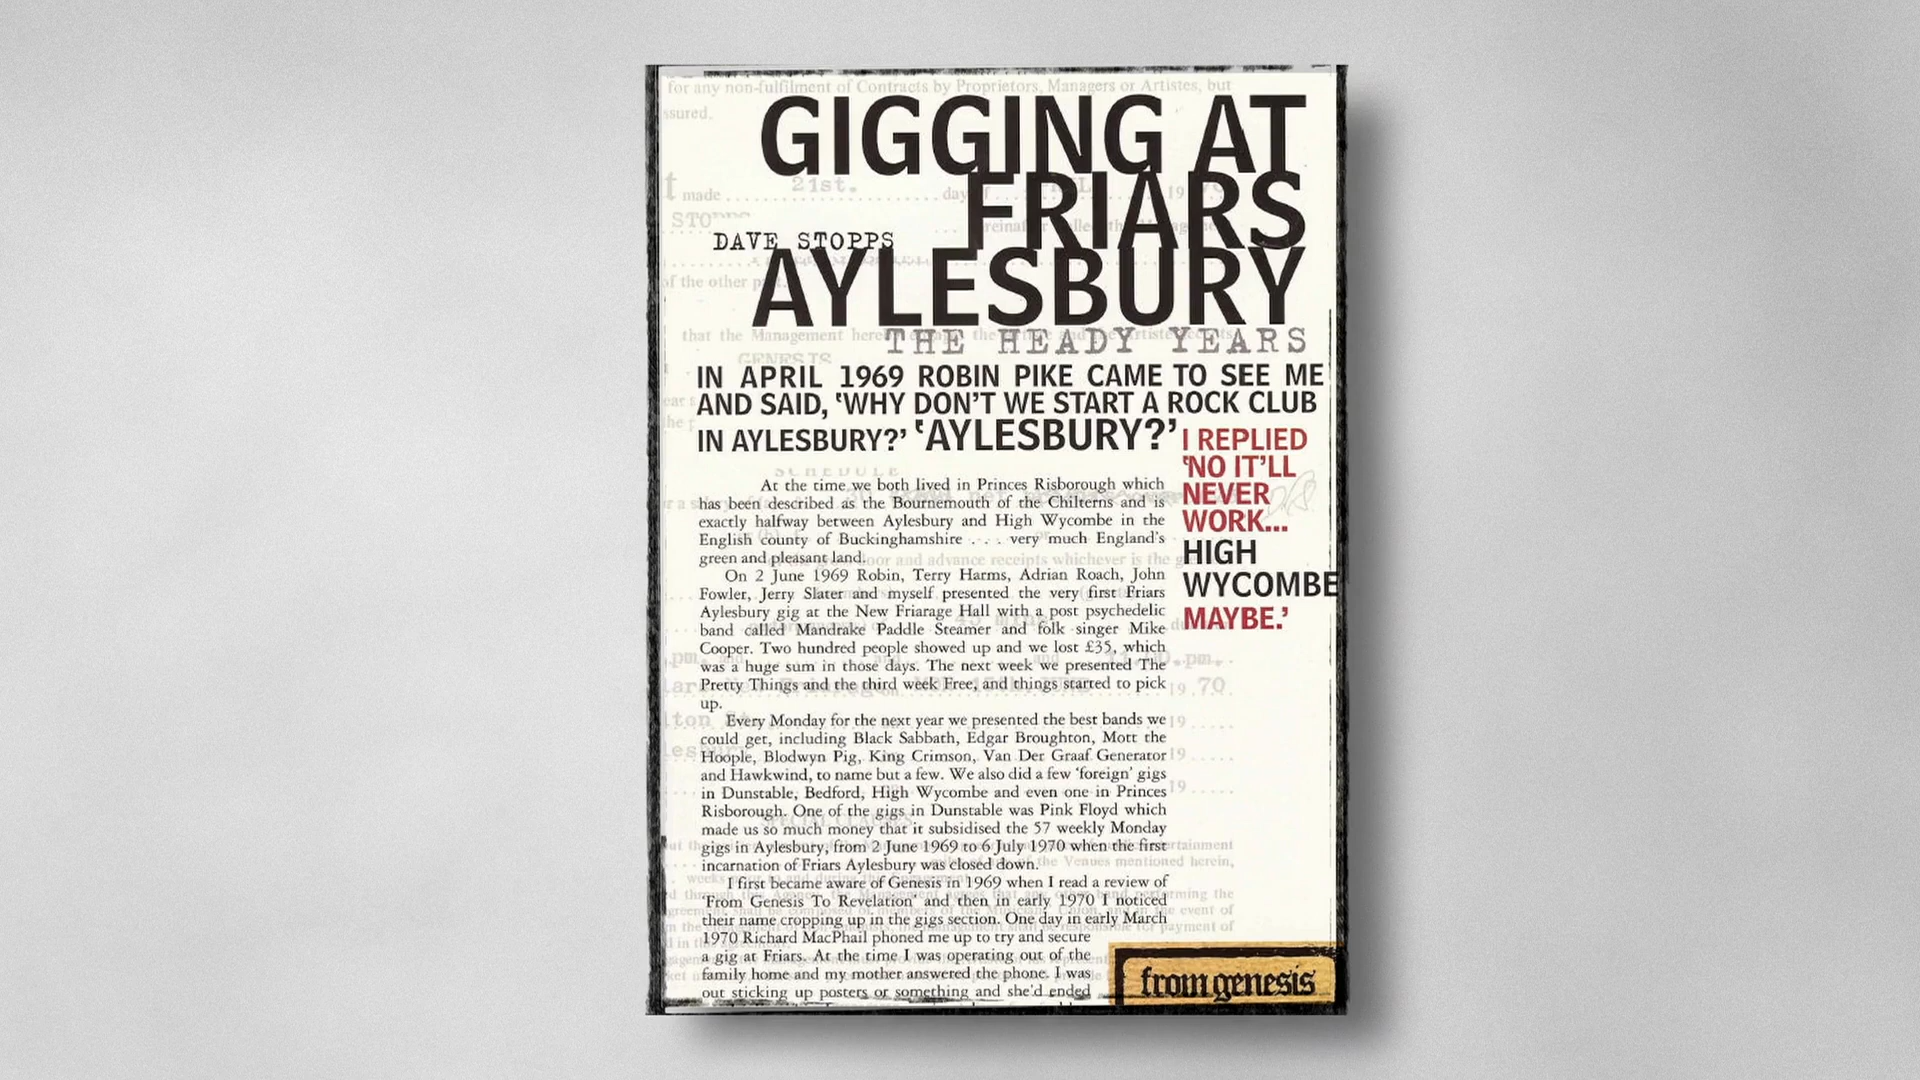 GIGGING AT
FRIARS
DAVE STOPPS
AYLESBURY
THE HEADY YEARS
IN APRIL 1969 ROBIN PIKE CAME TO SEE ME
AND SAID, ‘WHY DON’T WE START A ROCK CLUB
IN AYLESBURY?’ ‘AYLESBURY?’ I REPLIED
‘NO IT’LL
NEVER
WORK...
HIGH
WYCOMBE
MAYBE.’
At the time we both lived in Princes Risborough which
has been described as the Bournemouth of the Chilterns and is
exactly halfway between Aylesbury and High Wycombe in the
English county of Buckinghamshire . . . very much England’s
green and pleasant land.
On 2 June 1969 Robin, Terry Harms, Adrian Roach, John
Fowler, Jerry Slater and myself presented the very first Friars
Aylesbury gig at the New Friarage Hall with a post psychedelic
band called Mandrake Paddle Steamer and folk singer Mike
Cooper. Two hundred people showed up and we lost £35, which
was a huge sum in those days. The next week we presented The
Pretty Things and the third week Free, and things started to pick
up.
Every Monday for the next year we presented the best bands we
could get, including Black Sabbath, Edgar Broughton, Mott the
Hoople, Blodwyn Pig, King Crimson, Van Der Graaf Generator
and Hawkwind, to name but a few. We also did a few ‘foreign’ gigs
in Dunstable, Bedford, High Wycombe and even one in Princes
Risborough. One of the gigs in Dunstable was Pink Floyd which
made us so much money that it subsidised the 57 weekly Monday
gigs in Aylesbury, from 2 June 1969 to 6 July 1970 when the first
incarnation of Friars Aylesbury was closed down.
I first became aware of Genesis in 1969 when I read a review of
‘From Genesis To Revelation’ and then in early 1970 I noticed
their name cropping up in the gigs section. One day in early March
1970 Richard MacPhail phoned me up to try and secure
a gig at Friars. At the time I was operating out of the
family home and my mother answered the phone. I was
out sticking up posters or something and she’d ended
from genesis
for any non-fulfilment of Contracts by Proprietors, Managers or Artistes, but